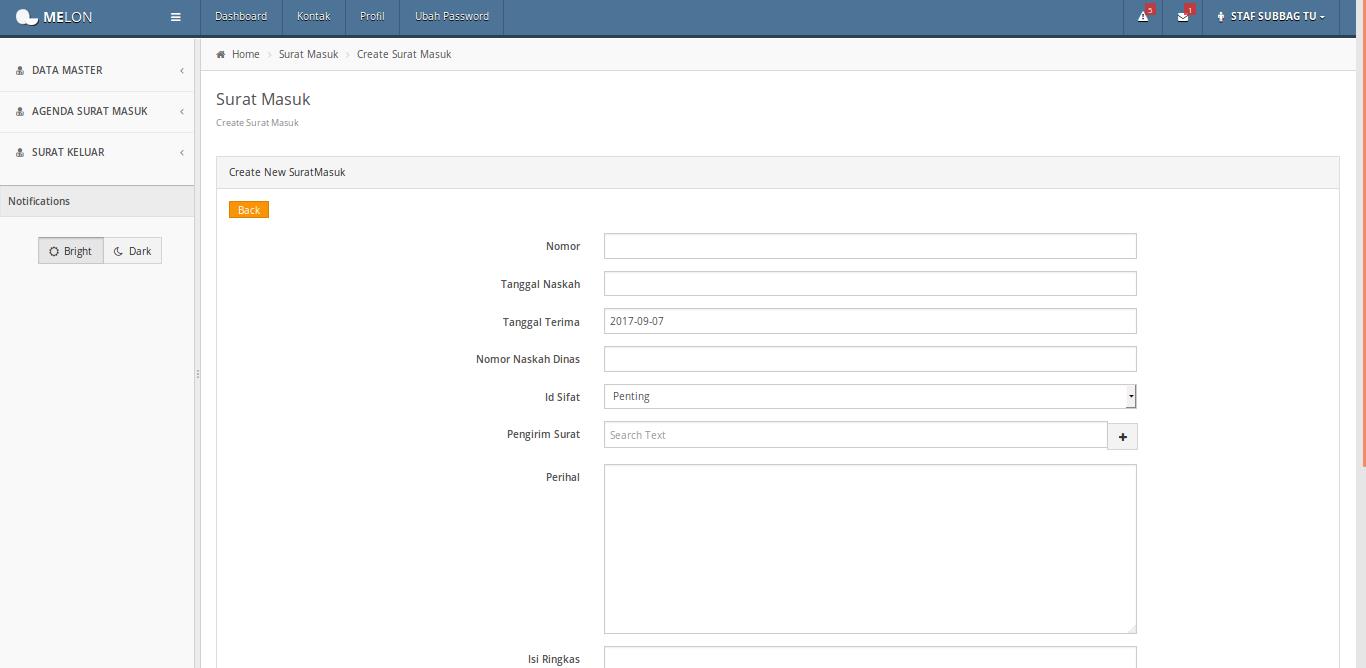 MELON
Dashboard
Kontak
Profil
Ubah Password
5
1
STAF SUBBAG TU
Home
Surat Masuk
Create Surat Masuk
DATA MASTER
AGENDA SURAT MASUK
SURAT KELUAR
Notifications
Bright
Dark
Surat Masuk
Create Surat Masuk
Create New SuratMasuk
Back
Nomor
Tanggal Naskah
Tanggal Terima
2017-09-07
Nomor Naskah Dinas
Id Sifat
Penting
Pengirim Surat
Search Text
Perihal
Isi Ringkas